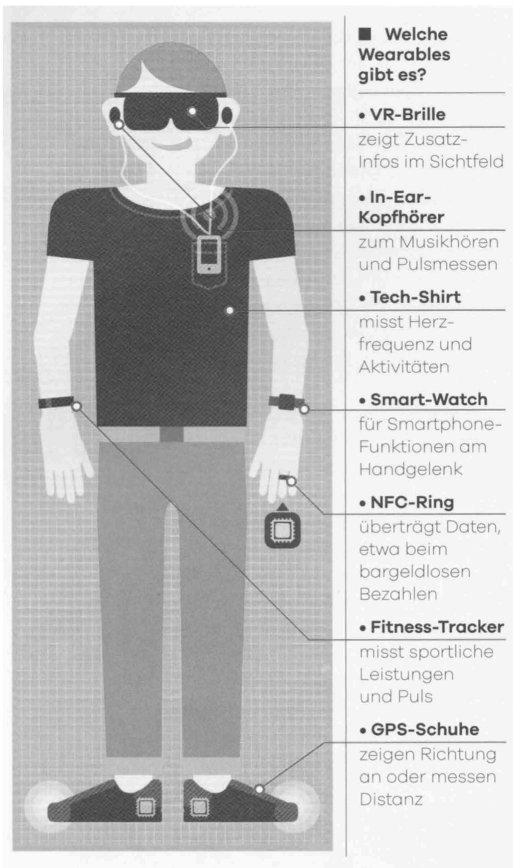 ■ Welche
Wearables
gibt es?
• VR-Brille
zeigt Zusatz-
Infos im Sichtfeld
• In-Ear-
Kopfhörer
zum Musikhören
und Pulsmessen
• Tech-Shirt
misst Herz-
frequenz und
Aktivitäten
• Smart-Watch
für Smartphone-
Funktionen am
Handgelenk
• NFC-Ring
überträgt Daten,
etwa beim
bargeldlosen
Bezahlen
• Fitness-Tracker
misst sportliche
Leistungen
und Puls
• GPS-Schuhe
zeigen Richtung
an oder messen
Distanz